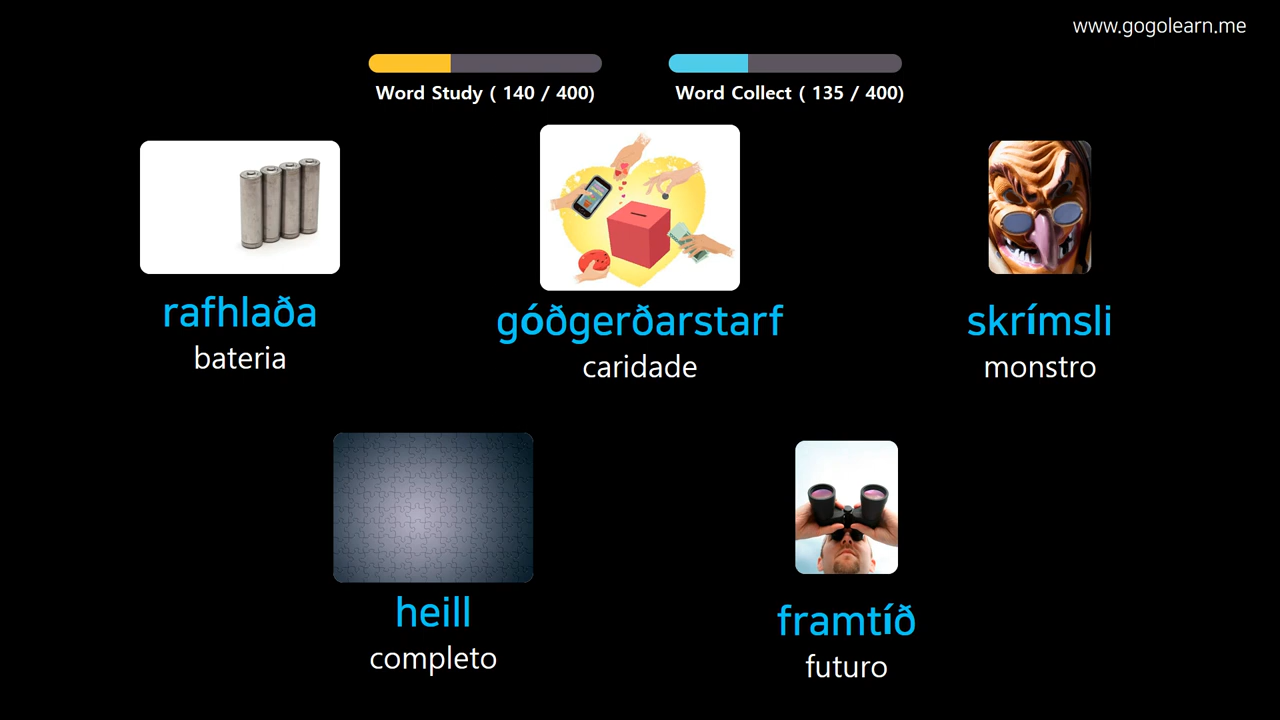 www.gogolearn.me
Word Study ( 140 / 400)
Word Collect ( 135 / 400)
rafhlaða
bateria
góðgerðarstarf
caridade
skrímsli
monstro
heill
completo
framtíð
futuro